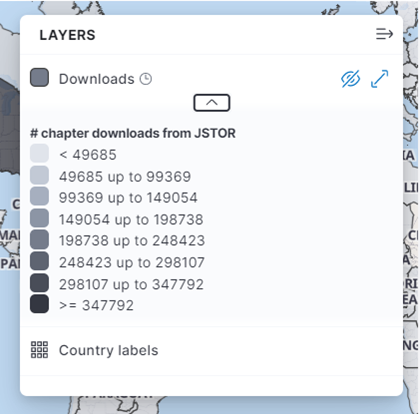 LAYERS
Downloads
# chapter downloads from JSTOR
< 49685
49685 up to 99369
99369 up to 149054
149054 up to 198738
198738 up to 248423
248423 up to 298107
298107 up to 347792
>= 347792
Country labels